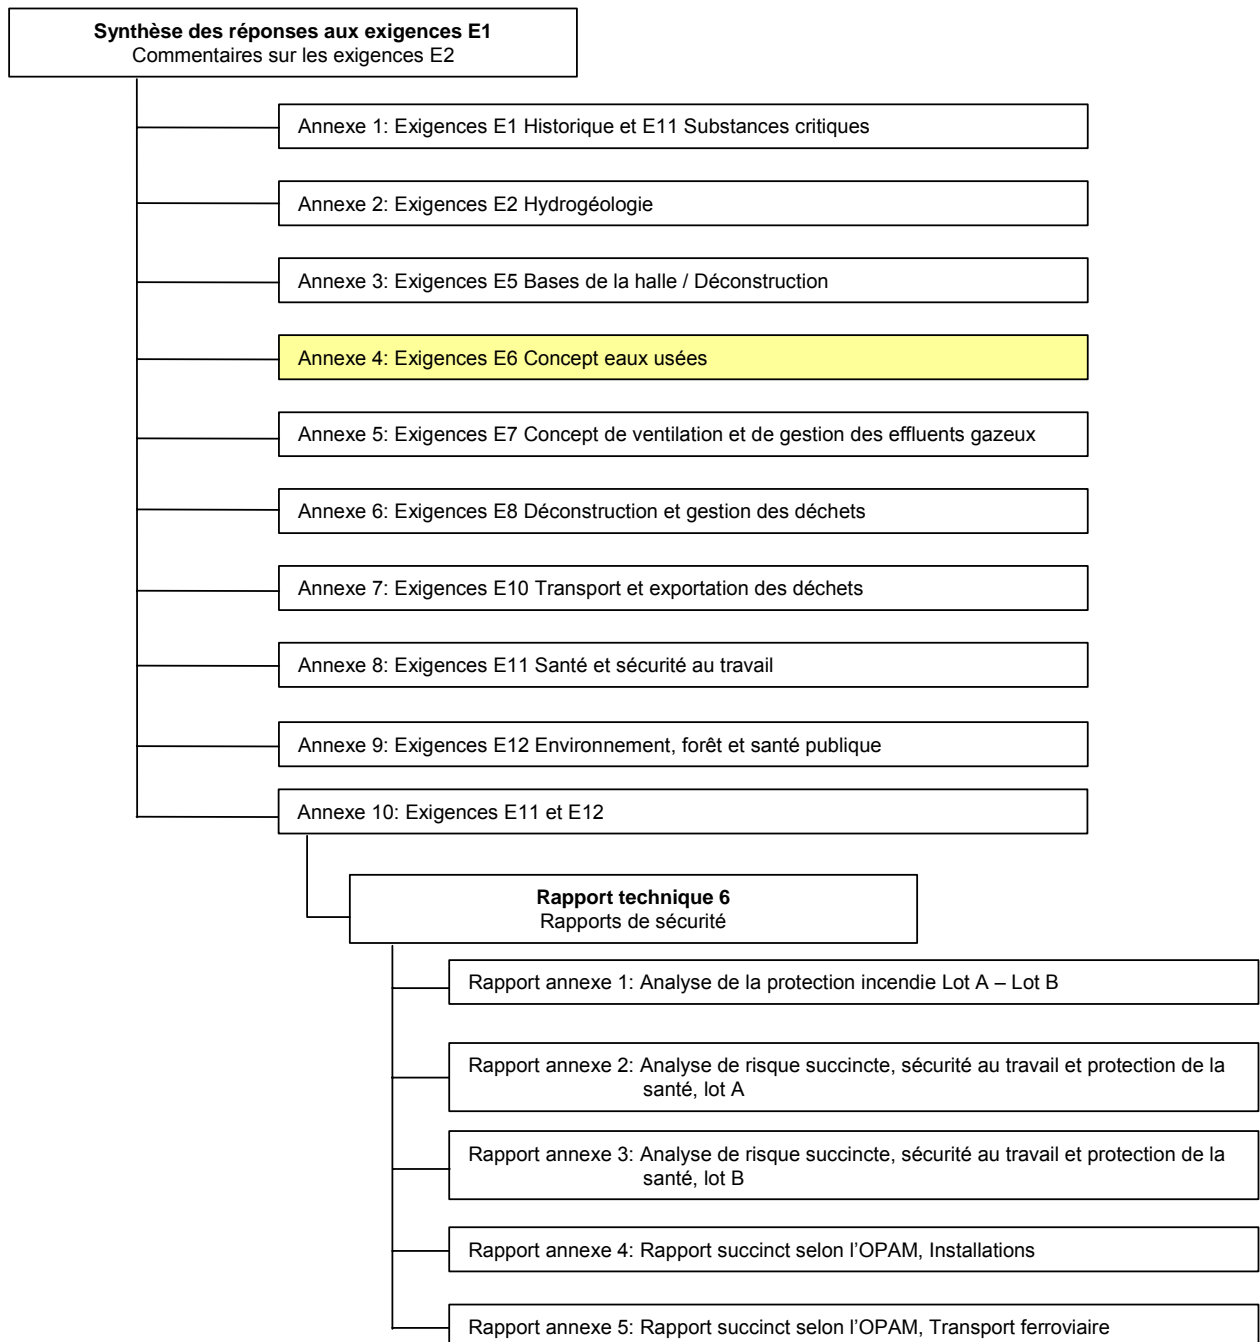 Synthèse des réponses aux exigences E1
Commentaires sur les exigences E2
Annexe 1: Exigences E1 Historique et E11 Substances critiques
Annexe 2: Exigences E2 Hydrogéologie
Annexe 3: Exigences E5 Bases de la halle / Déconstruction
Annexe 4: Exigences E6 Concept eaux usées
Annexe 5: Exigences E7 Concept de ventilation et de gestion des effluents gazeux
Annexe 6: Exigences E8 Déconstruction et gestion des déchets
Annexe 7: Exigences E10 Transport et exportation des déchets
Annexe 8: Exigences E11 Santé et sécurité au travail
Annexe 9: Exigences E12 Environnement, forêt et santé publique
Annexe 10: Exigences E11 et E12
Rapport technique 6
Rapports de sécurité
Rapport annexe 1: Analyse de la protection incendie Lot A – Lot B
Rapport annexe 2: Analyse de risque succincte, sécurité au travail et protection de la
santé, lot A
Rapport annexe 3: Analyse de risque succincte, sécurité au travail et protection de la
santé, lot B
Rapport annexe 4: Rapport succinct selon l’OPAM, Installations
Rapport annexe 5: Rapport succinct selon l’OPAM, Transport ferroviaire